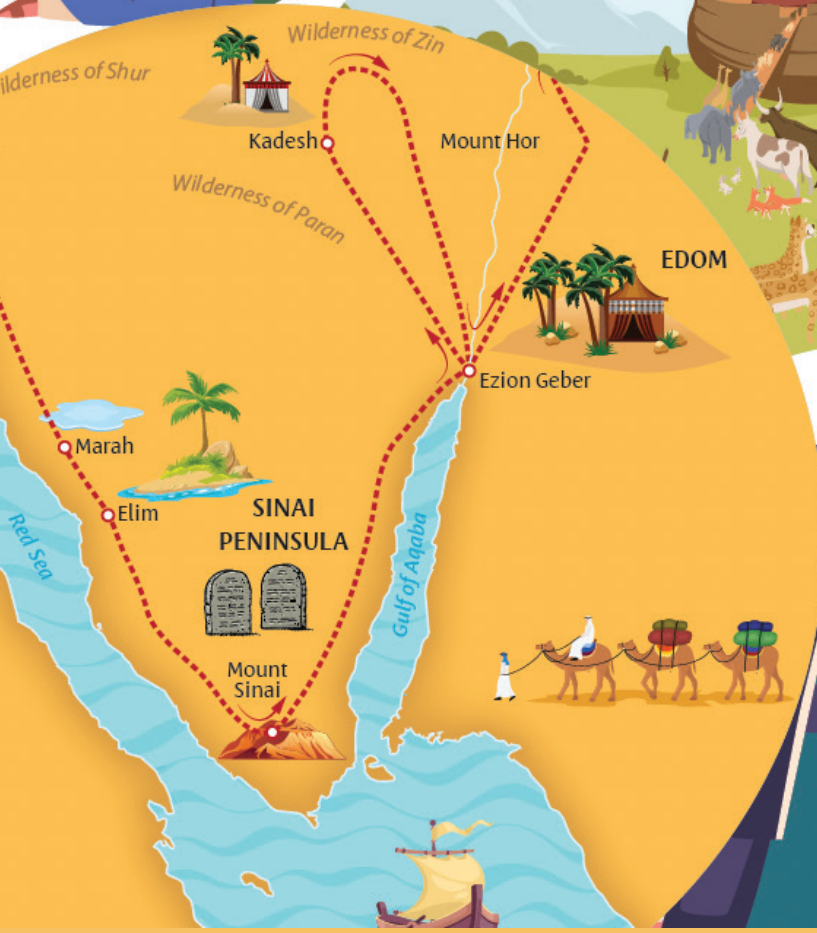 Wilderness of Zin
ilderness of Shur
Kadesh
Mount Hor
Wilderness of Paran
EDOM
Ezion Geber
Marah
Elim
SINAI
PENINSULA
Red Sea
Gulf of Aqaba
Mount
Sinai